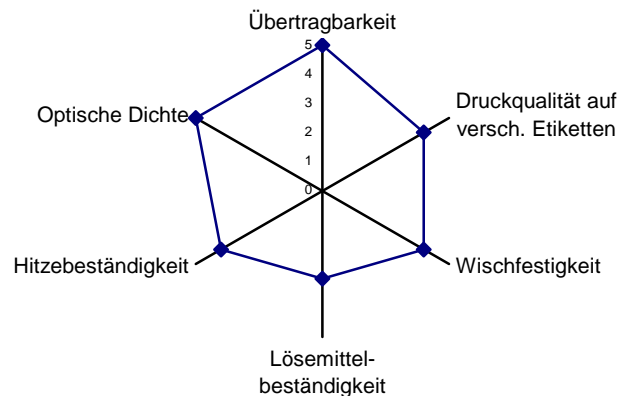 Übertragbarkeit
5
4
3
2
1
0
Optische Dichte
Druckqualität auf
versch. Etiketten
Hitzebeständigkeit
Wischfestigkeit
Lösemittel-
beständigkeit